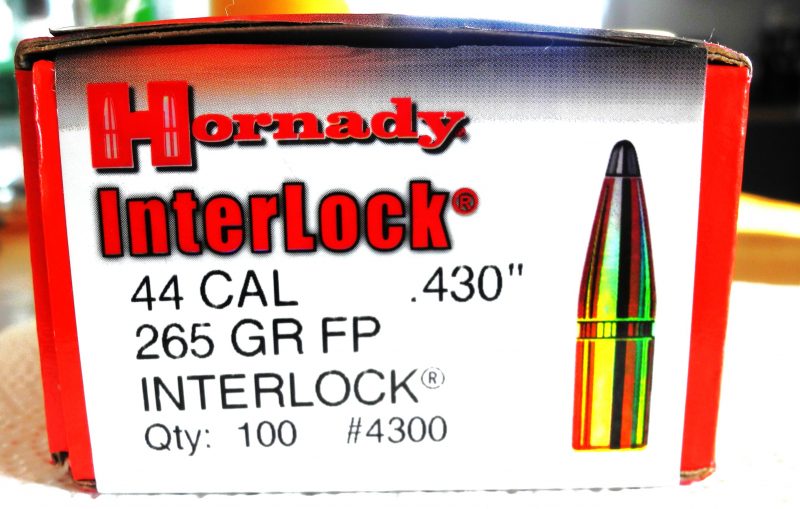 Hornady
InterLock®
44 CAL .430"
265 GR FP
INTERLOCK®
Qty: 100 #4300